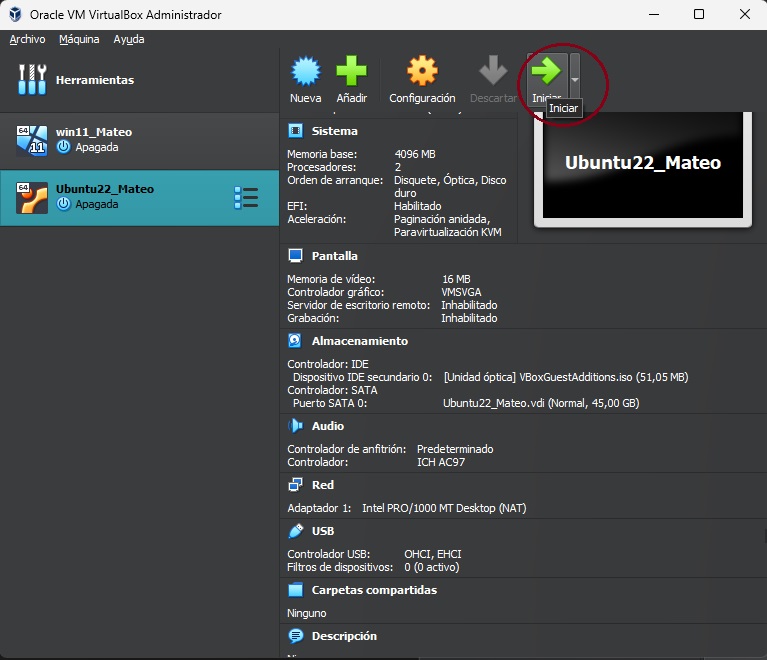 Oracle VM VirtualBox Administrador
Archivo Máquina Ayuda
Herramientas
64
11
win11_Mateo
Apagada
64
Ubuntu22_Mateo
Apagada
Nueva Añadir Configuración Descartar Iniciar
Iniciar
Sistema
Memoria base: 4096 MB
Procesadores: 2
Orden de arranque: Disquete, Óptica, Disco
duro
EFI: Habilitado
Aceleración: Paginación anidada,
Paravirtualización KVM
Ubuntu22_Mateo
Pantalla
Memoria de vídeo: 16 MB
Controlador gráfico: VMSVGA
Servidor de escritorio remoto: Inhabilitado
Grabación: Inhabilitado
Almacenamiento
Controlador: IDE
Dispositivo IDE secundario 0: [Unidad óptica] VBoxGuestAdditions.iso (51,05 MB)
Controlador: SATA
Puerto SATA 0: Ubuntu22_Mateo.vdi (Normal, 45,00 GB)
Audio
Controlador de anfitrión: Predeterminado
Controlador: ICH AC97
Red
Adaptador 1: Intel PRO/1000 MT Desktop (NAT)
USB
Controlador USB: OHCI, EHCI
Filtros de dispositivos: 0 (0 activo)
Carpetas compartidas
Ninguno
Descripción